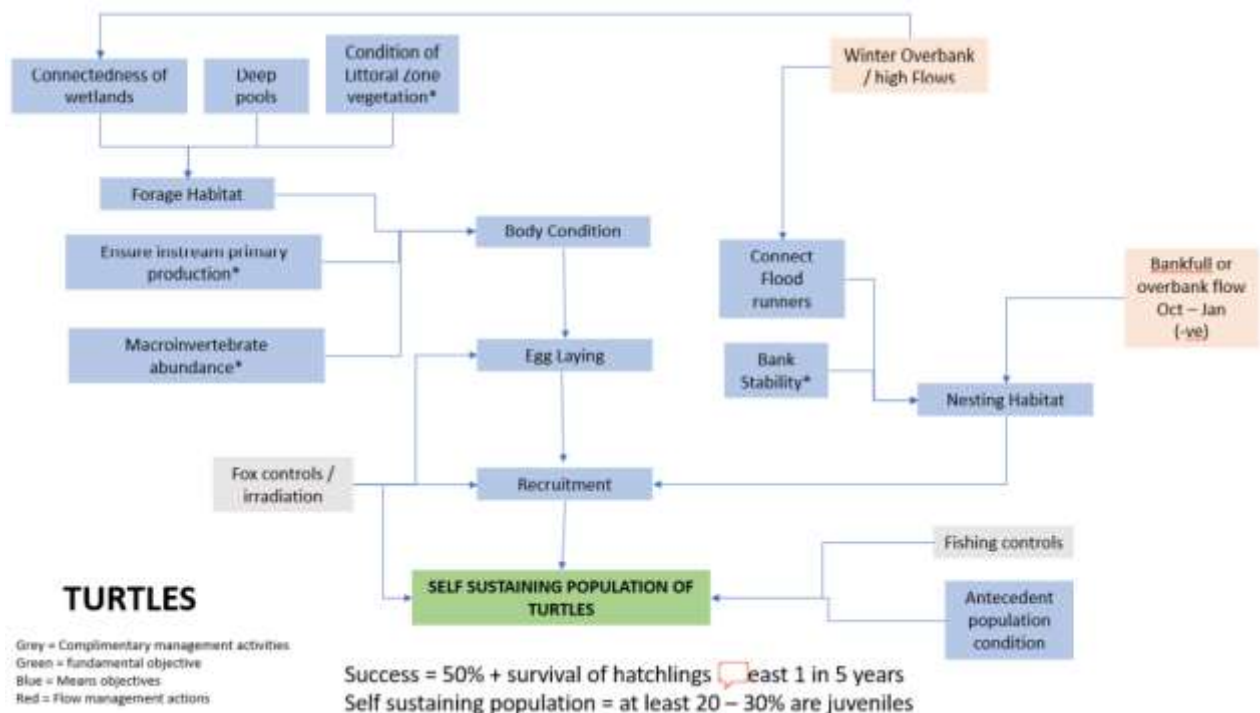 Connectedness of
wetlands
Deep
pools
Condition of
Littoral Zone
vegetation*
Winter Overbank
/ high Flows
Forage Habitat
Ensure instream primary
production*
Body Condition
Connect
Flood
runners
Bankfull or
overbank flow
Oct – Jan
(-ve)
Macroinvertebrate
abundance*
Egg Laying
Bank
Stability*
Nesting Habitat
Fox controls /
irradiation
Recruitment
Fishing controls
SELF SUSTAINING POPULATION OF
TURTLES
Antecedent
population
condition
TURTLES
Grey = Complimentary management activities
Green = fundamental objective
Blue = Means objectives
Red = Flow management actions
Success = 50% + survival of hatchlings east 1 in 5 years
Self sustaining population = at least 20 – 30% are juveniles